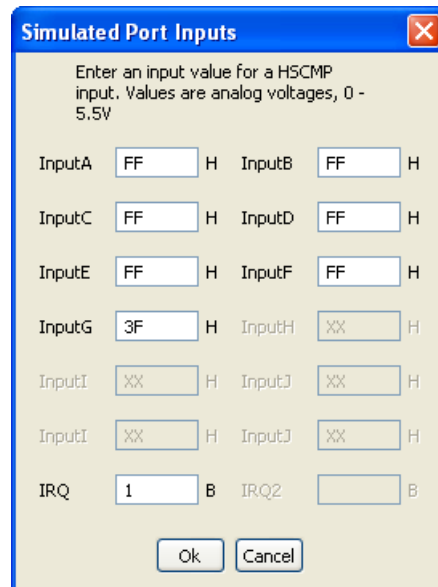 Simulated Port Inputs
Enter an input value for a HSCMP
input. Values are analog voltages, 0 -
5.5V
InputA FF H InputB FF H
InputC FF H InputD FF H
InputE FF H InputF FF H
InputG 3F H InputH XX H
InputI XX H InputJ XX H
InputI XX H InputJ XX H
IRQ 1 B IRQ2 B
Ok Cancel